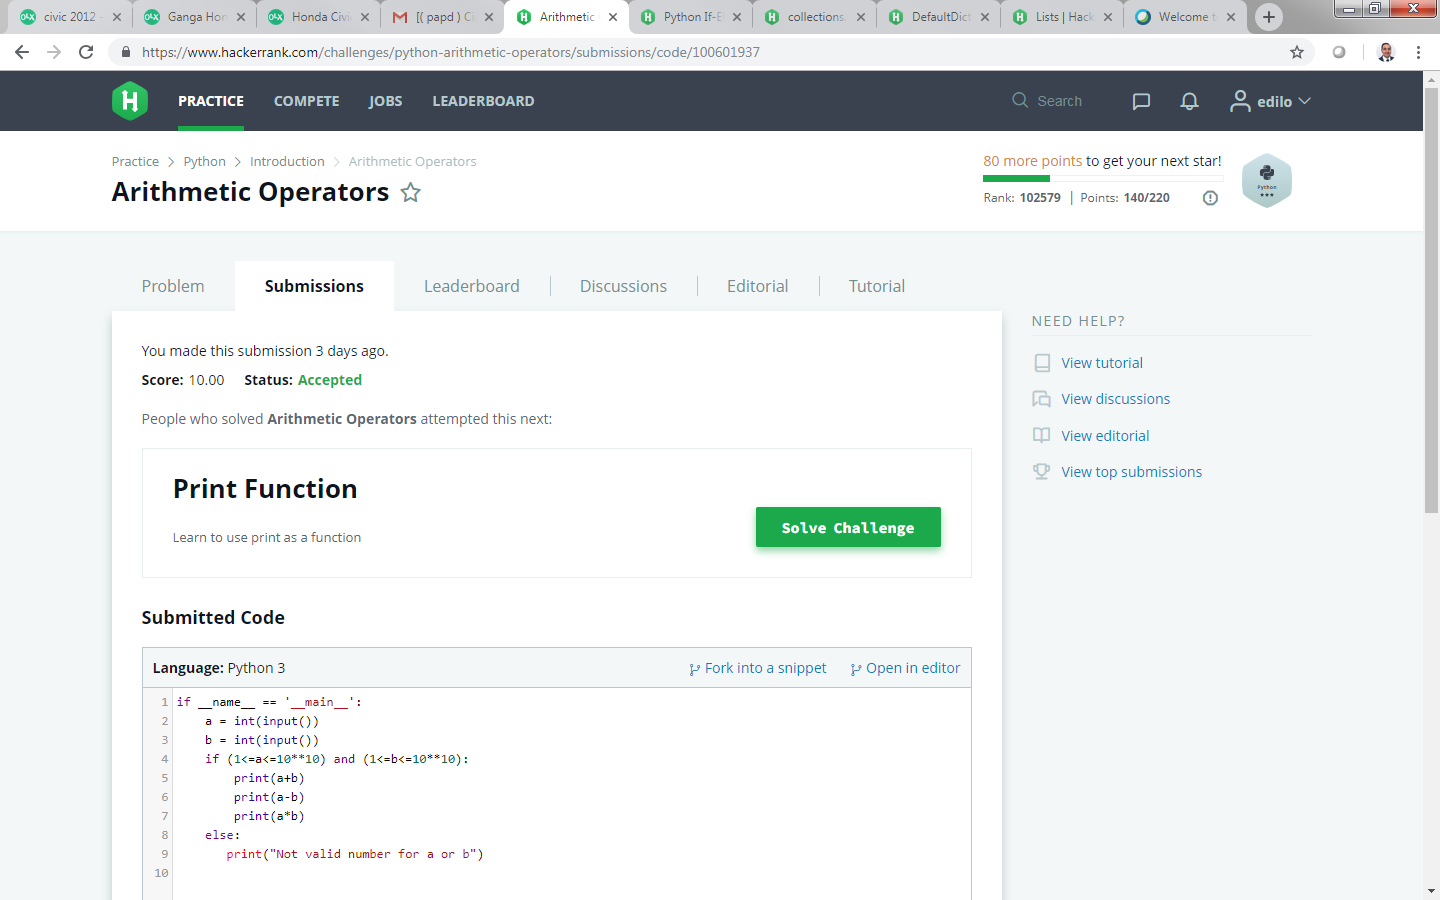 civic 2012 -
Ganga Hon
Honda Civi
[( papd ) Ci
Arithmetic
Python If-E
collections.
DefaultDict
Lists | Hack
Welcome t
https://www.hackerrank.com/challenges/python-arithmetic-operators/submissions/code/100601937
H PRACTICE COMPETE JOBS LEADERBOARD Search edilo
Practice > Python > Introduction > Arithmetic Operators
Arithmetic Operators
80 more points to get your next star!
Rank: 102579 | Points: 140/220
Python
Problem Submissions Leaderboard Discussions Editorial Tutorial
You made this submission 3 days ago.
Score: 10.00 Status: Accepted
People who solved Arithmetic Operators attempted this next:
Print Function
Learn to use print as a function
Solve Challenge
Submitted Code
Language: Python 3 Fork into a snippet Open in editor
1 if __name__ == '__main__':
2 a = int(input())
3 b = int(input())
4 if (1<=a<=10**10) and (1<=b<=10**10):
5 print(a+b)
6 print(a-b)
7 print(a*b)
8 else:
9 print("Not valid number for a or b")
10
NEED HELP?
View tutorial
View discussions
View editorial
View top submissions